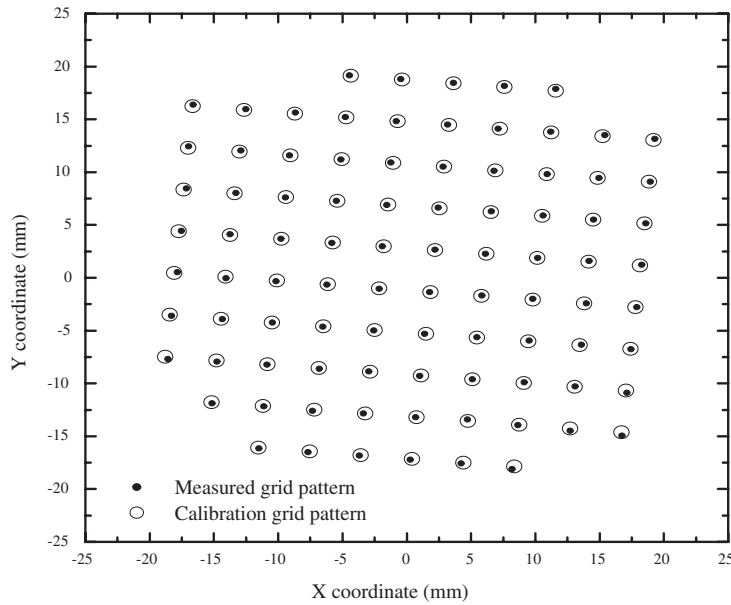 25
20
15
10
5
0
-5
-10
-15
-20
-25
Y coordinate (mm)
Measured grid pattern
Calibration grid pattern
-25 -20 -15 -10 -5 0 5 10 15 20 25
X coordinate (mm)